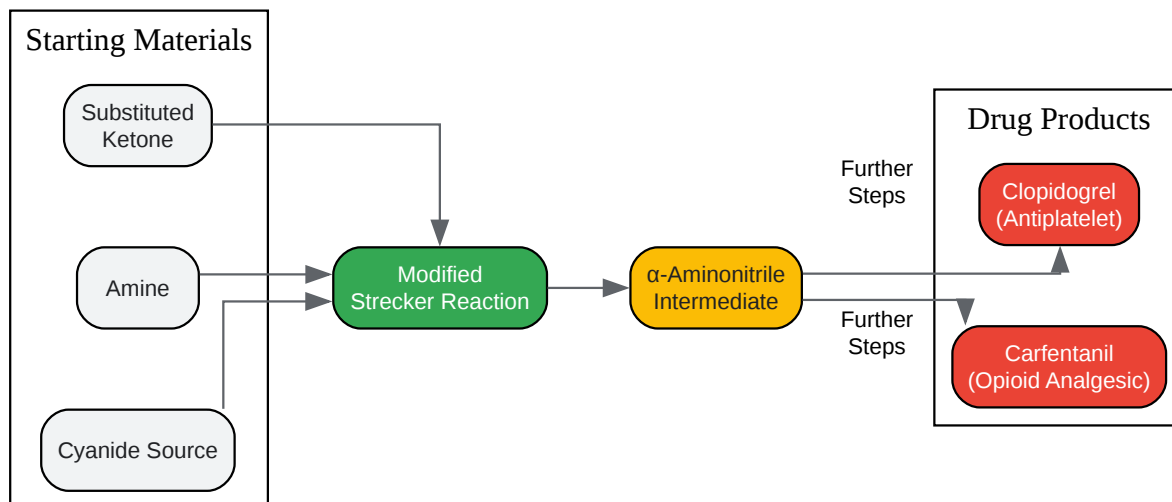 Starting Materials
Substituted
Ketone
Amine
Cyanide Source
Modified
Strecker Reaction
α-Aminonitrile
Intermediate
Further
Steps
Further
Steps
Drug Products
Clopidogrel
(Antiplatelet)
Carfentanil
(Opioid Analgesic)